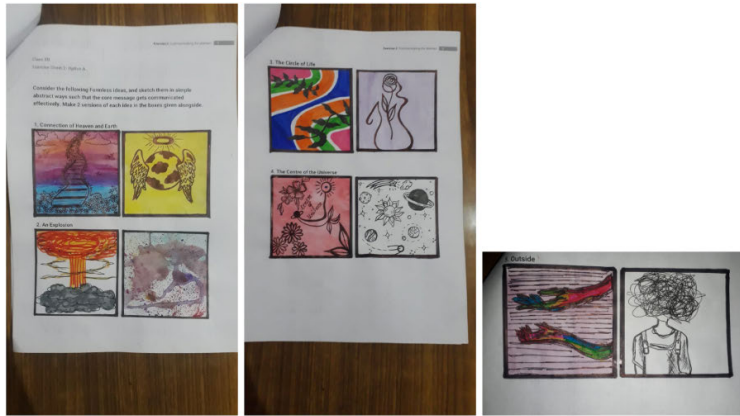 Consider the following Formless ideas, and sketch them in simple
abstract ways such that the core message gets communicated
effectively. Make 2 versions of each idea in the boxes given alongside.
1. Connection of Heaven and Earth
2. An Explosion
3. The Circle of Life
4. The Centre of the Universe
Outside